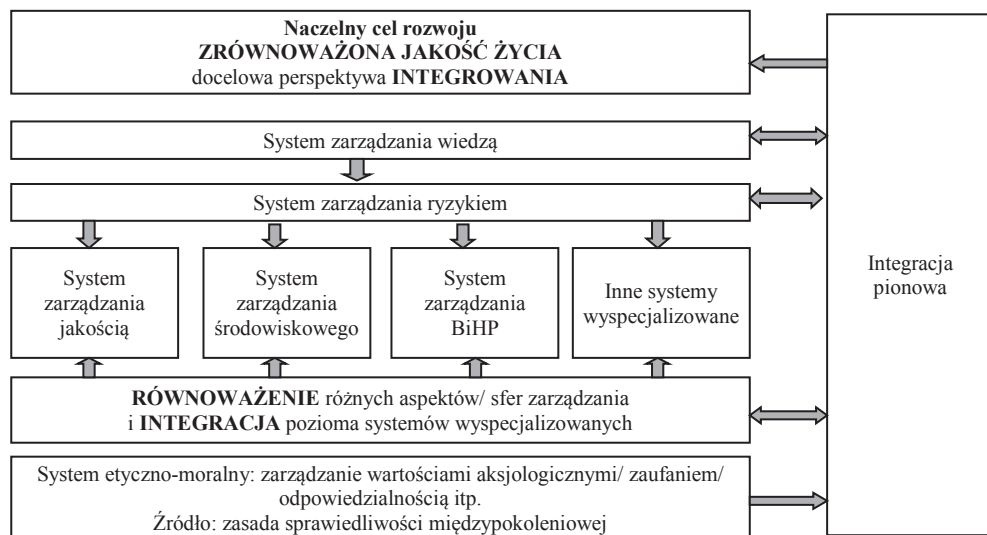 Naczelny cel rozwoju
ZRÓWNOWAŻONA JAKOŚĆ ŻYCIA
docelowa perspektywa INTEGROWANIA
System zarządzania wiedzą
System zarządzania ryzykiem
System
zarządzania
jakością
System
zarządzania
środowiskowego
System
zarządzania
BiHP
Inne systemy
wyspecjalizowane
RÓWNOWAŻENIE różnych aspektów/ sfer zarządzania
i INTEGRACJA pozioma systemów wyspecjalizowanych
System etyczno-moralny: zarządzanie wartościami aksjologicznymi/ zaufaniem/
odpowiedzialnością itp.
Źródło: zasada sprawiedliwości międzypokoleniowej
Integracja
pionowa